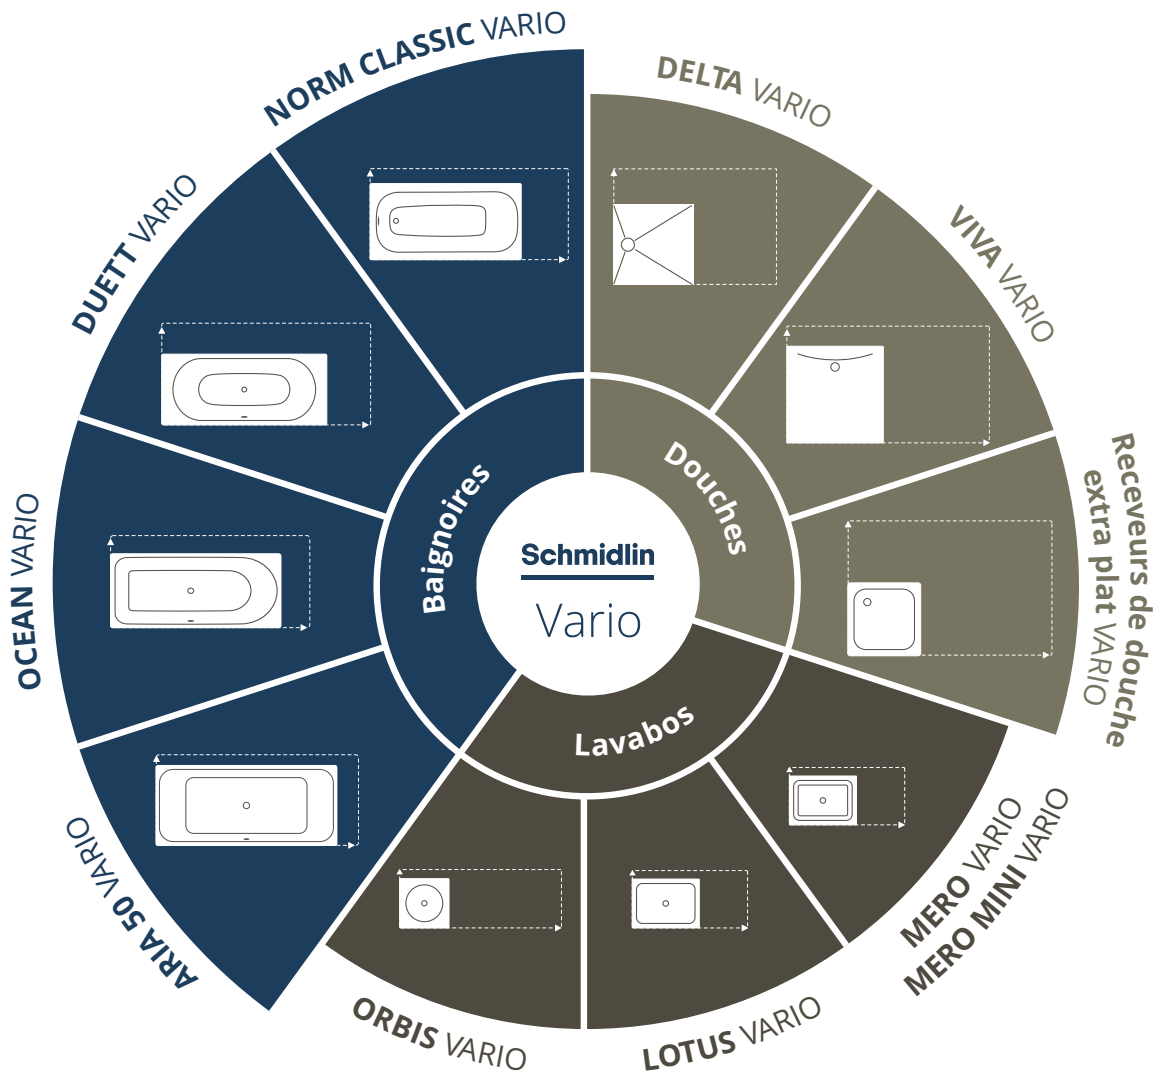 NORM CLASSIC VARIO
DELTA VARIO
DUETT VARIO
VIVA VARIO
OCEAN VARIO
Receveurs de douche
extra plat VARIO
Baignoires
Douches
Schmidlin
Vario
Lavabos
ARIA 50 VARIO
MERO VARIO
MERO MINI VARIO
ORBIS VARIO
LOTUS VARIO